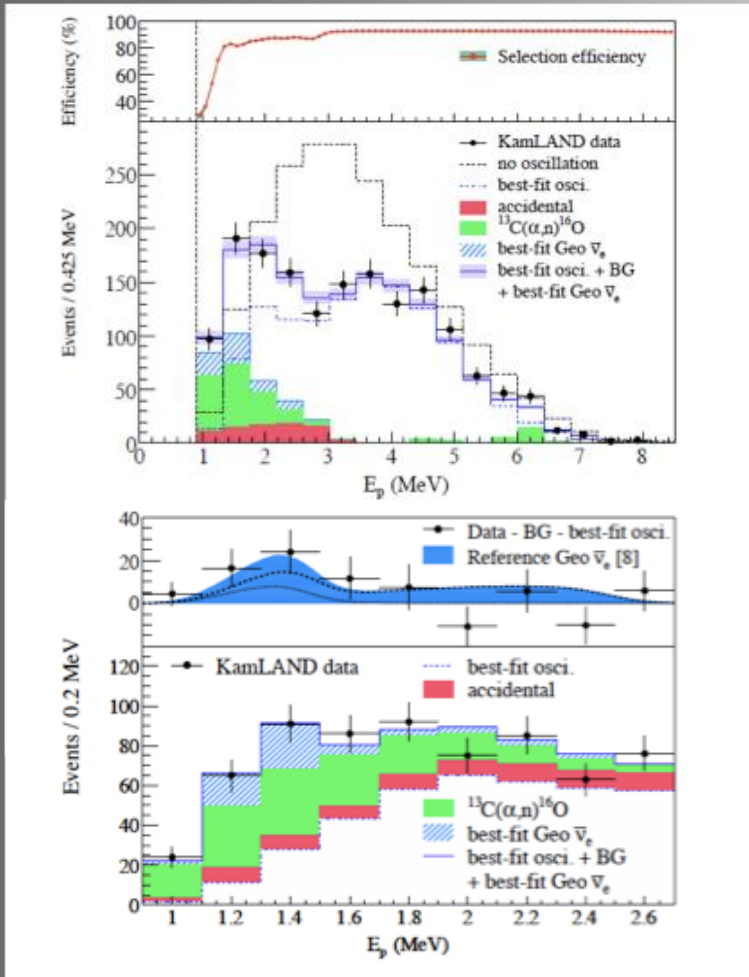 Efficiency (%)
100
80
60
40
Selection efficiency
Events / 0.425 MeV
250
200
150
100
50
0
KamLAND data
no oscillation
best-fit osci.
accidental
¹³C(α,n)¹⁶O
best-fit Geo ν̅ₑ
best-fit osci. + BG
+ best-fit Geo ν̅ₑ
0 1 2 3 4 5 6 7 8
Eₚ (MeV)
40
20
0
Data - BG - best-fit osci.
Reference Geo ν̅ₑ [8]
Events / 0.2 MeV
120
100
80
60
40
20
0
KamLAND data
best-fit osci.
accidental
¹³C(α,n)¹⁶O
best-fit Geo ν̅ₑ
best-fit osci. + BG
+ best-fit Geo ν̅ₑ
1 1.2 1.4 1.6 1.8 2 2.2 2.4 2.6
Eₚ (MeV)